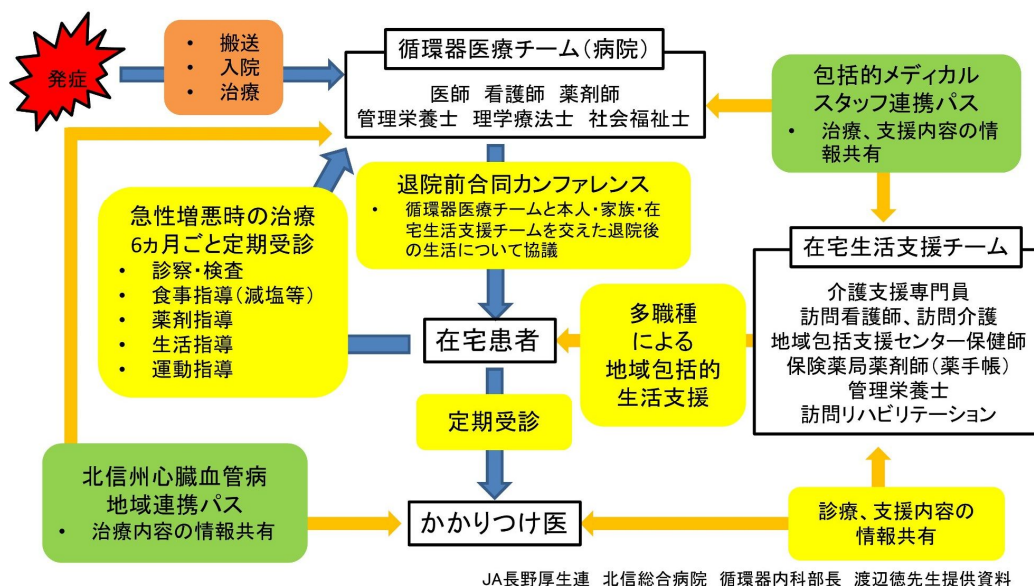 発症
• 搬送
• 入院
• 治療
循環器医療チーム（病院）
医師 看護師 薬剤師
管理栄養士 理学療法士 社会福祉士
包括的メディカル
スタッフ連携パス
• 治療、支援内容の情
報共有
退院前合同カンファレンス
• 循環器医療チームと本人・家族・在
宅生活支援チームを交えた退院後
の生活について協議
急性増悪時の治療
6ヵ月ごと定期受診
• 診察・検査
• 食事指導（減塩等）
• 薬剤指導
• 生活指導
• 運動指導
在宅生活支援チーム
介護支援専門員
訪問看護師、訪問介護
地域包括支援センター保健師
保険薬局薬剤師（薬手帳）
管理栄養士
訪問リハビリテーション
多職種
による
地域包括的
生活支援
在宅患者
定期受診
北信州心臓血管病
地域連携パス
• 治療内容の情報共有
かかりつけ医
診療、支援内容の
情報共有
JA長野厚生連 北信総合病院 循環器内科部長 渡辺徳先生提供資料